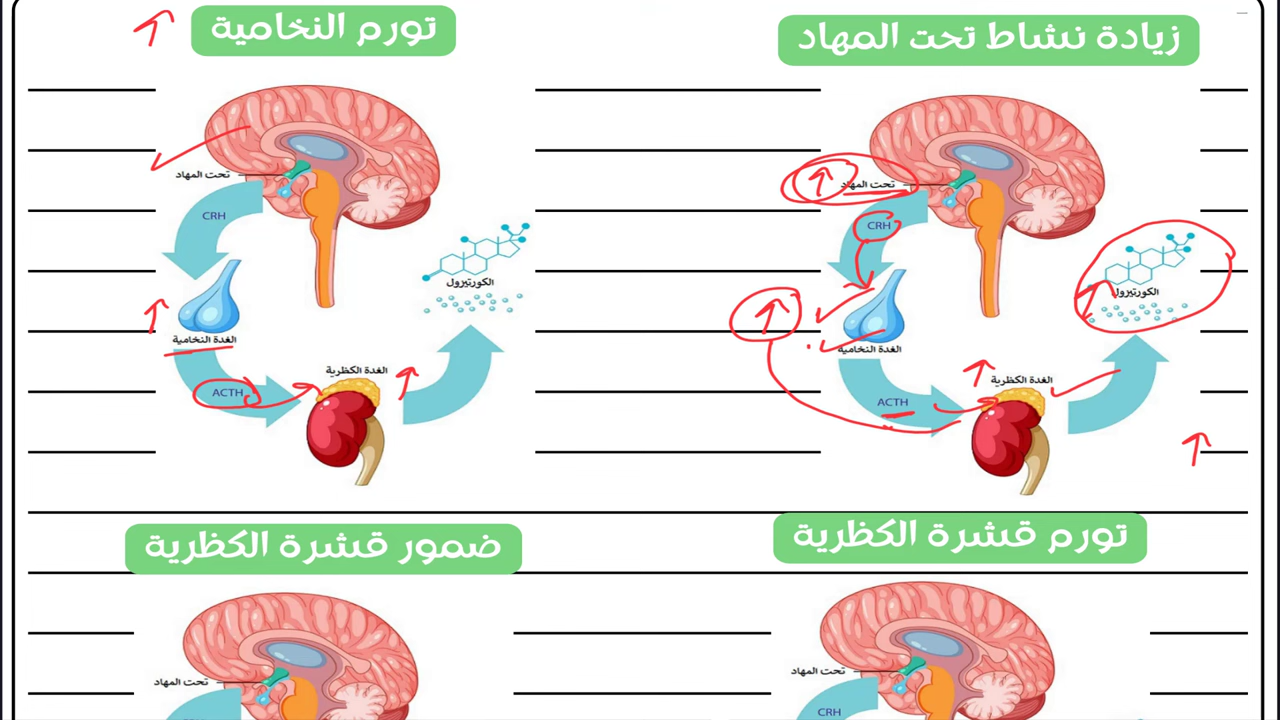 زيادة نشاط تحت المهاد
تحت المهاد
CRH
الكورتيزول
الغدة النخامية
الغدة الكظرية
ACTH
تورم النخامية
تحت المهاد
CRH
الكورتيزول
الغدة النخامية
الغدة الكظرية
ACTH
تورم قشرة الكظرية
تحت المهاد
CRH
ضمور قشرة الكظرية
تحت المهاد